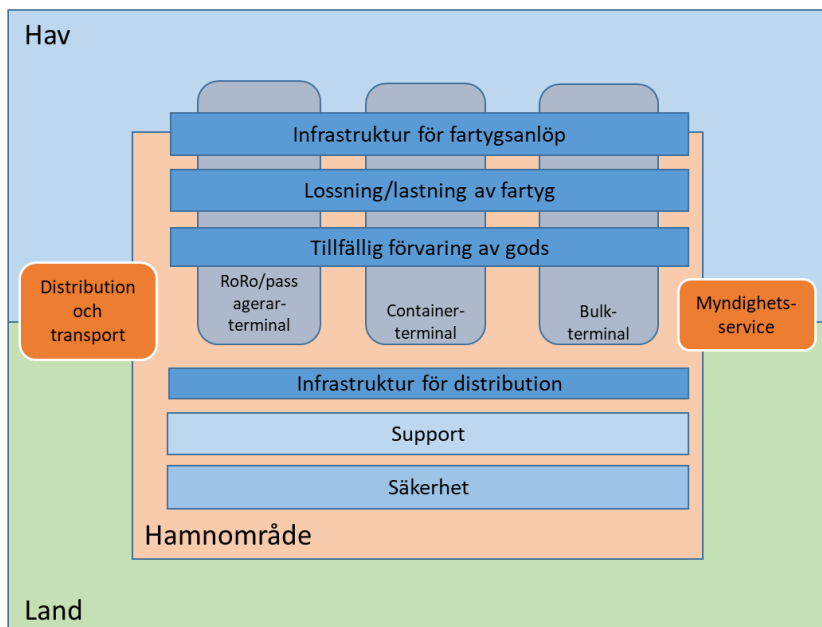 Hav
Infrastruktur för fartygsanlöp
Lossning/lastning av fartyg
Tillfällig förvaring av gods
Distribution
och
transport
RoRo/pass
agerar-
terminal
Container-
terminal
Bulk-
terminal
Myndighets-
service
Infrastruktur för distribution
Support
Säkerhet
Hamnområde
Land